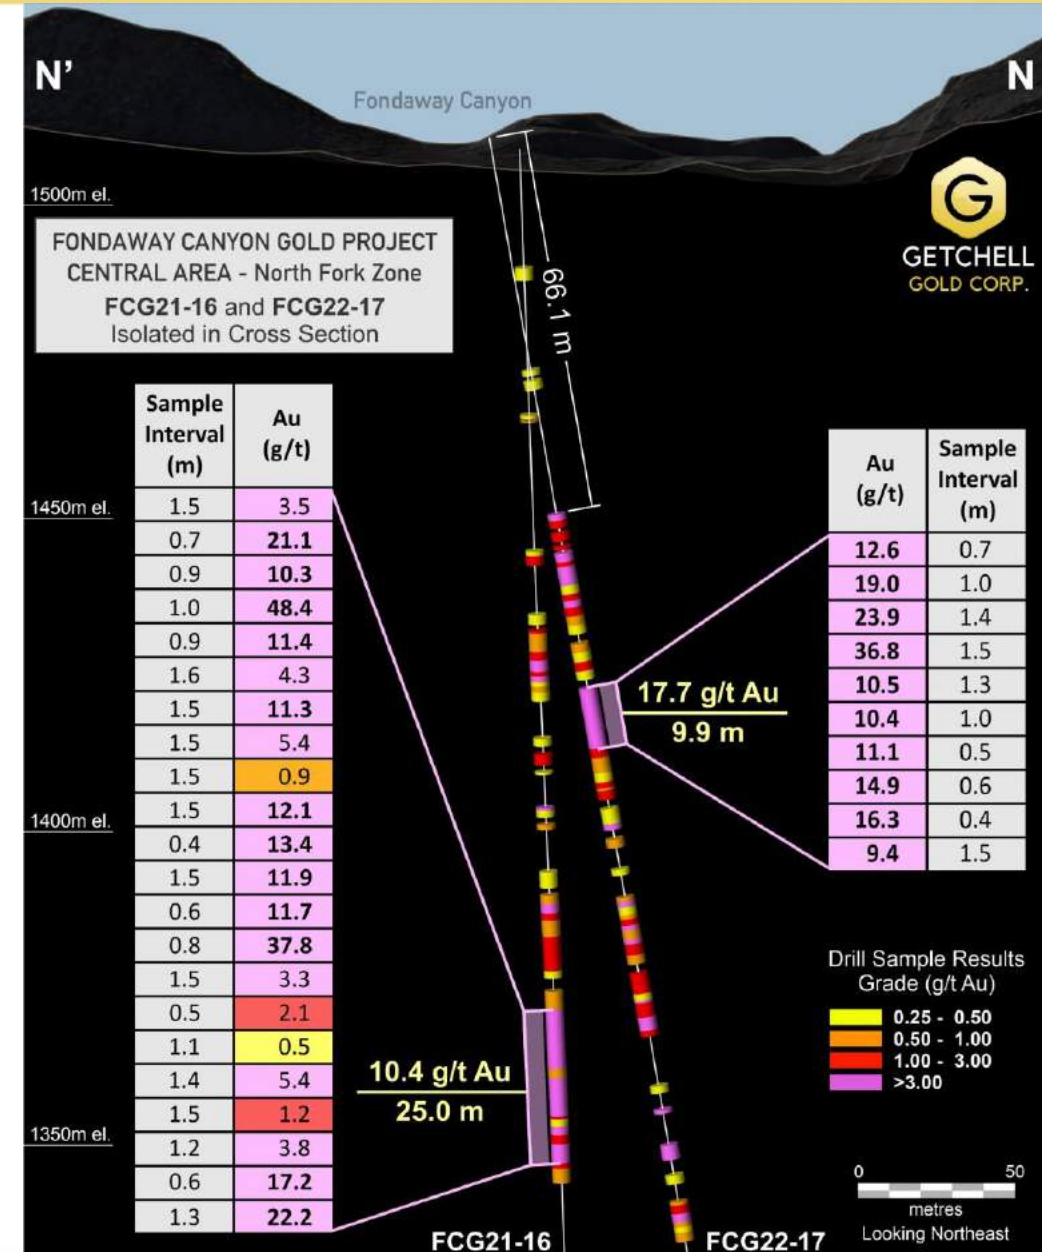 N'
N
Fondaway Canyon
1500m el.
GETCHELL
GOLD CORP.
FONDAWAY CANYON GOLD PROJECT
CENTRAL AREA - North Fork Zone
FCG21-16 and FCG22-17
Isolated in Cross Section
66.1 m
Sample Interval (m) Au (g/t)
1.5 3.5
0.7 21.1
0.9 10.3
1.0 48.4
0.9 11.4
1.6 4.3
1.5 11.3
1.5 5.4
1.5 0.9
1.5 12.1
0.4 13.4
1.5 11.9
0.6 11.7
0.8 37.8
1.5 3.3
0.5 2.1
1.1 0.5
1.4 5.4
1.5 1.2
1.2 3.8
0.6 17.2
1.3 22.2
1450m el.
1400m el.
1350m el.
10.4 g/t Au
25.0 m
17.7 g/t Au
9.9 m
Au (g/t) Sample Interval (m)
12.6 0.7
19.0 1.0
23.9 1.4
36.8 1.5
10.5 1.3
10.4 1.0
11.1 0.5
14.9 0.6
16.3 0.4
9.4 1.5
Drill Sample Results
Grade (g/t Au)
0.25 - 0.50
0.50 - 1.00
1.00 - 3.00
>3.00
0 50
metres
Looking Northeast
FCG21-16
FCG22-17